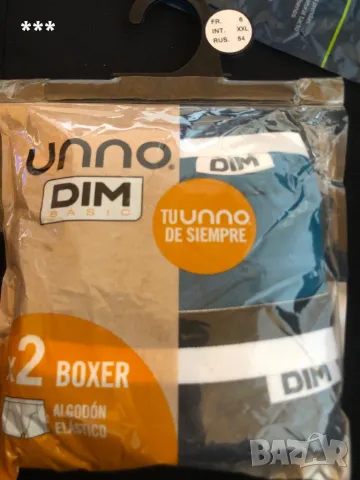 ***
FR. 6
INT. XXL
RUS. 54
unno
DIM
BASIC
DIM
TU unno
DE SIEMPRE
x2 BOXER
ALGODÓN
ELÁSTICO
DIM
BAZAR